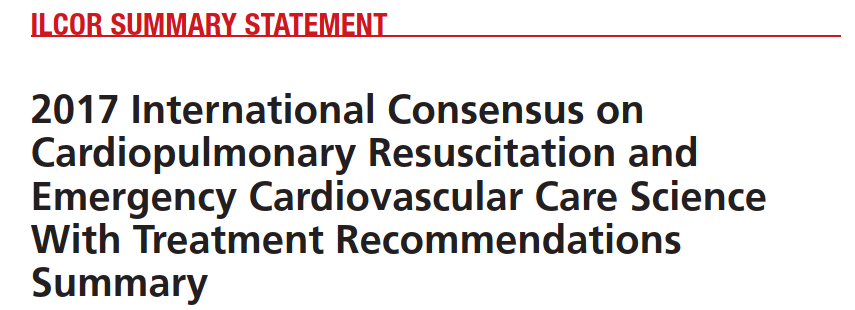 ILCOR SUMMARY STATEMENT
2017 International Consensus on
Cardiopulmonary Resuscitation and
Emergency Cardiovascular Care Science
With Treatment Recommendations
Summary